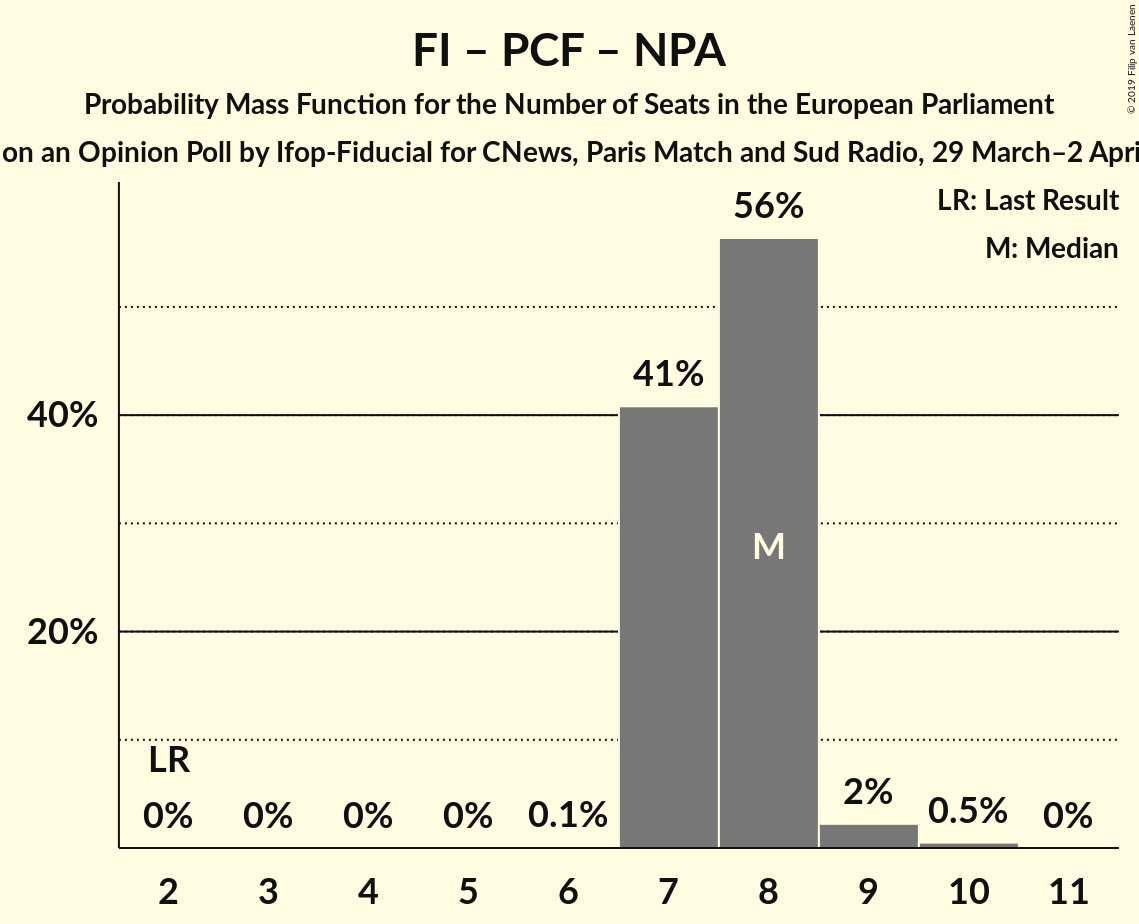 FI – PCF – NPA
Probability Mass Function for the Number of Seats in the European Parliament
on an Opinion Poll by Ifop-Fiducial for CNews, Paris Match and Sud Radio, 29 March–2 Apri
© 2019 Filip van Laenen
LR: Last Result
M: Median
56%
41%
40%
M
20%
LR
0% 0% 0% 0% 0.1% 2% 0.5% 0%
2 3 4 5 6 7 8 9 10 11